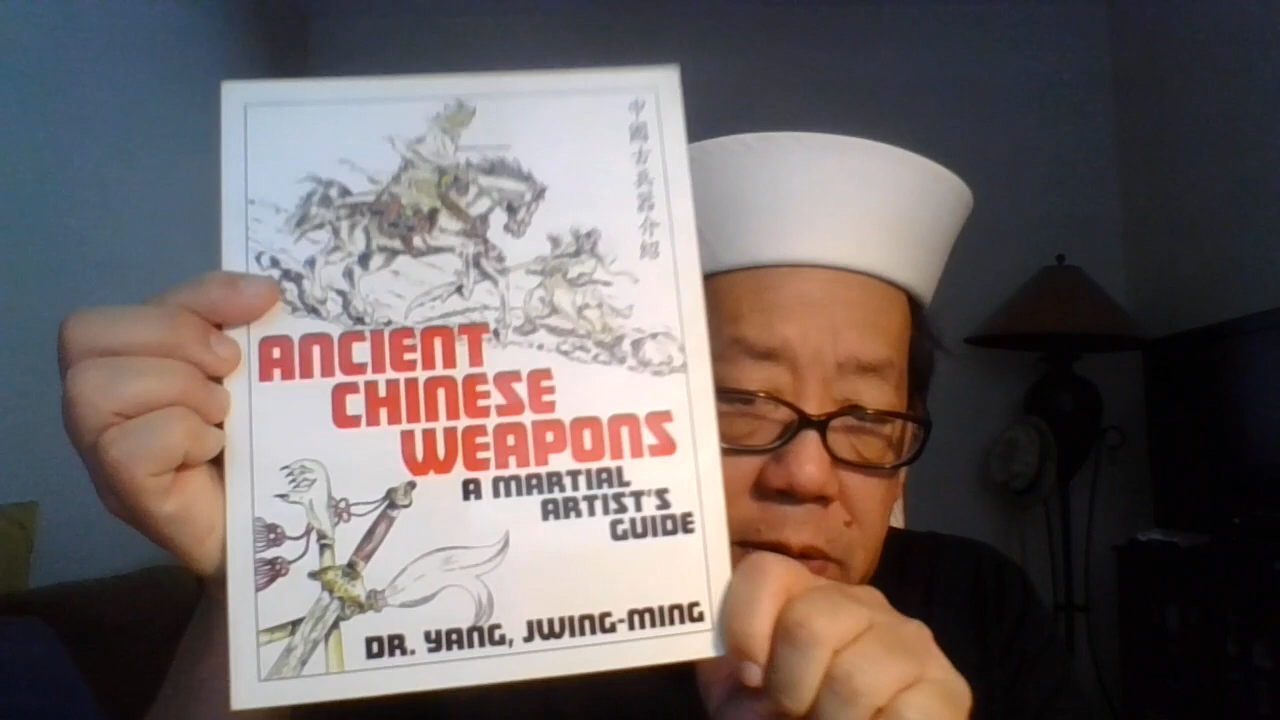 中國古兵器介紹
ANCIENT
CHINESE
WEAPONS
A MARTIAL
ARTIST'S
GUIDE
DR. YANG, JWING-MING